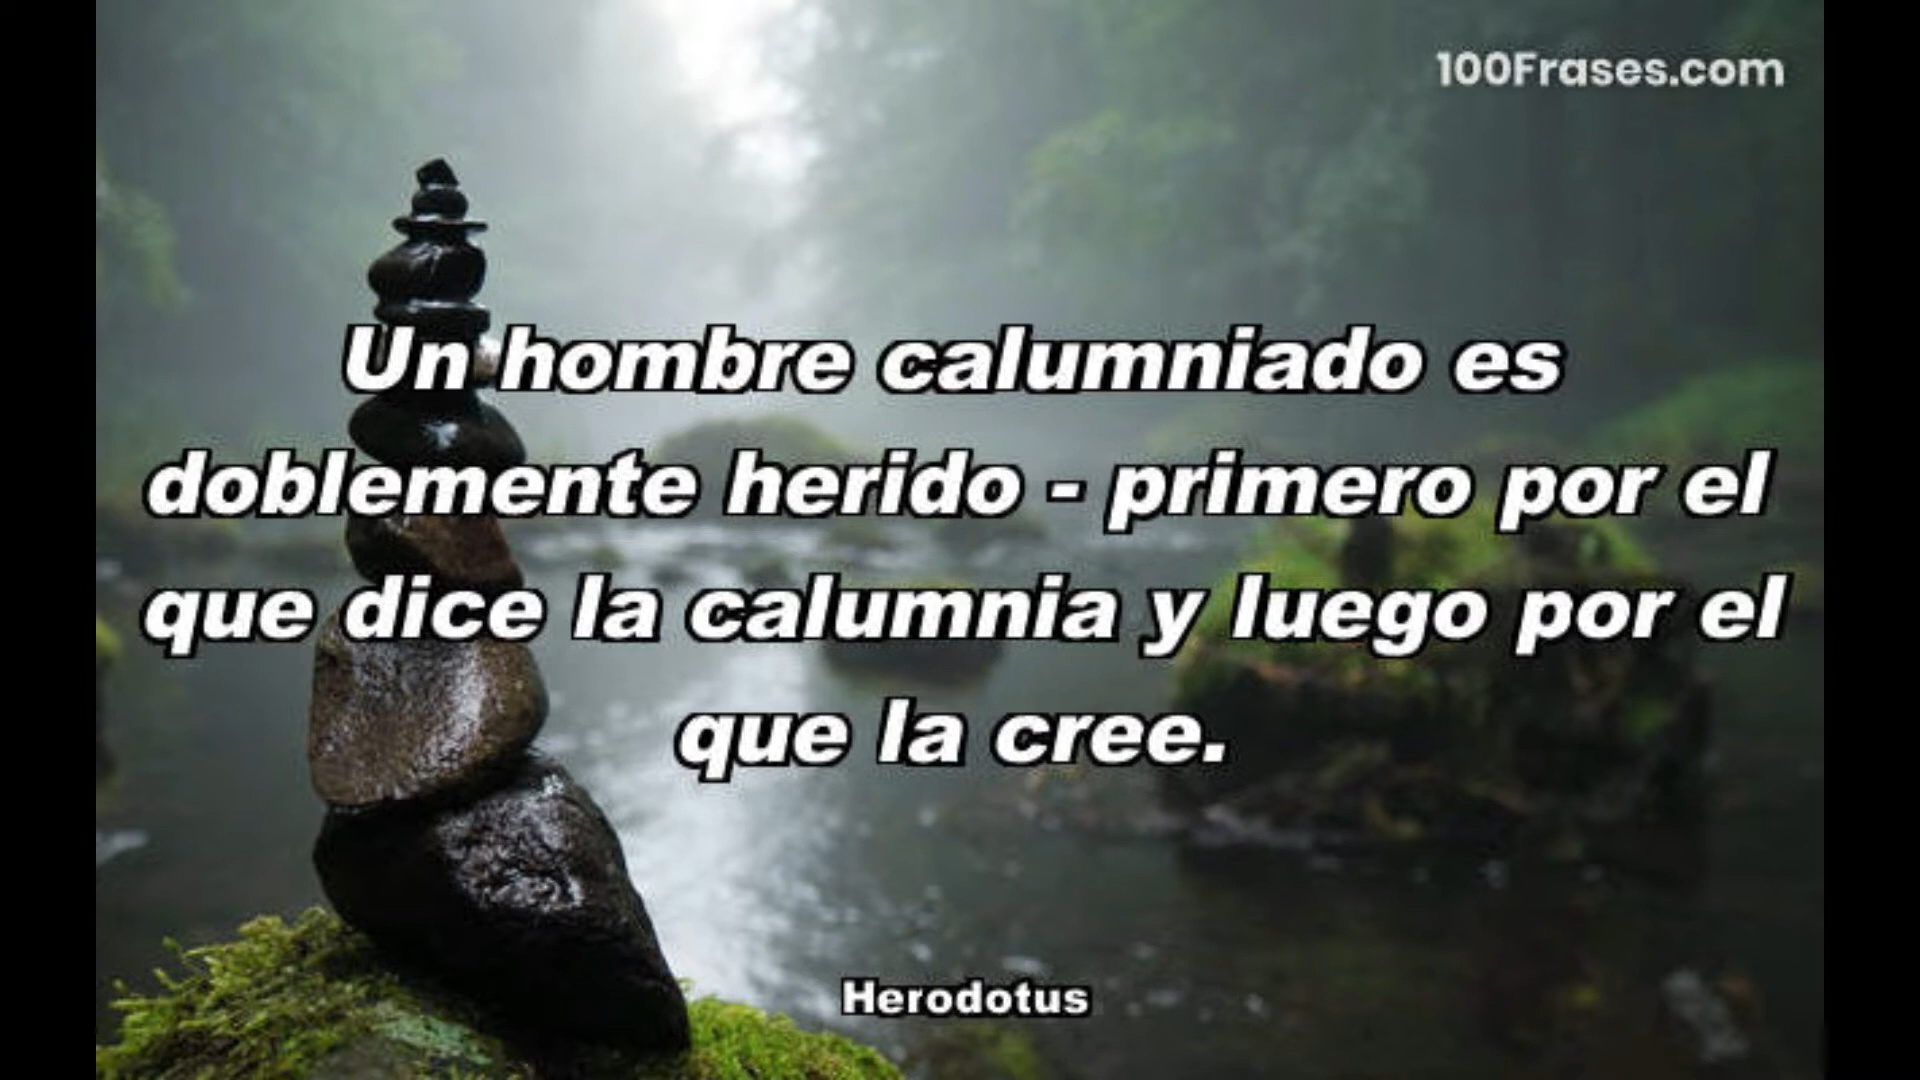 100Frases.com
Un hombre calumniado es
doblemente herido - primero por el
que dice la calumnia y luego por el
que la cree.
Herodotus